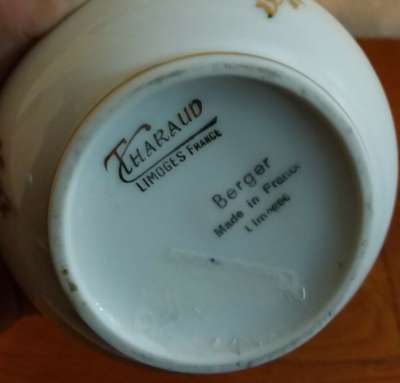 THARAUD
LIMOGES FRANCE
Berger
Made in France
Limoges